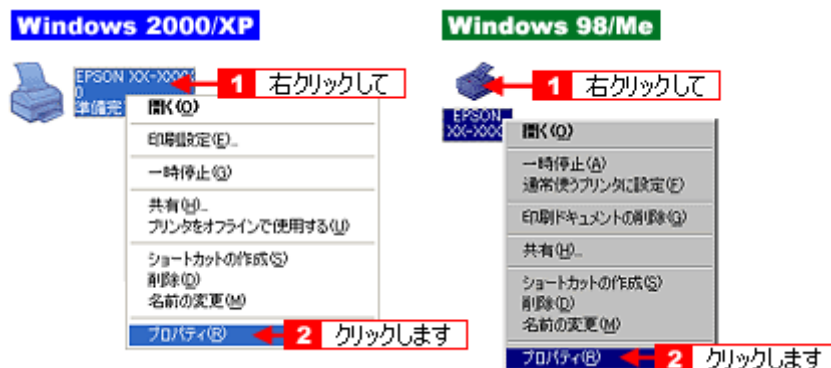 Windows 2000/XP
EPSON XX-XXXX
0
準備完
1 右クリックして
開く(O)
印刷設定(E)...
一時停止(G)
共有(H)...
プリンタをオフラインで使用する(U)
ショートカットの作成(S)
削除(D)
名前の変更(M)
プロパティ(R)
2 クリックします
Windows 98/Me
1 右クリックして
EPSON
XX-XXXX
開く(O)
一時停止(A)
通常使うプリンタに設定(F)
印刷ドキュメントの削除(G)
共有(H)...
ショートカットの作成(S)
削除(D)
名前の変更(M)
プロパティ(R)
2 クリックします